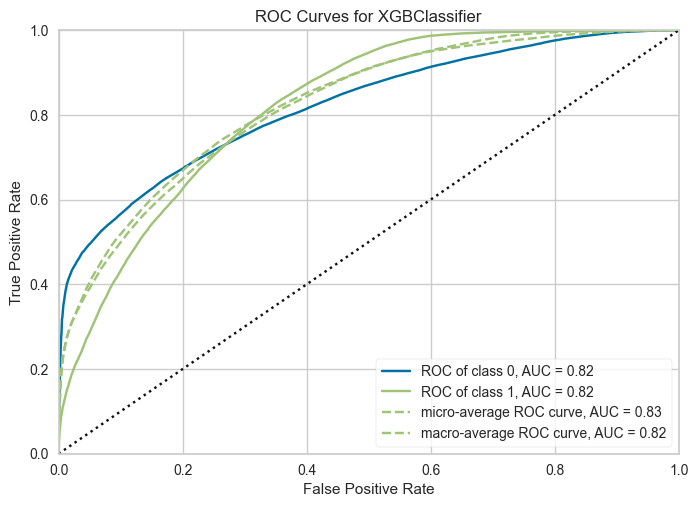 ROC Curves for XGBClassifier
1.0
0.8
0.6
0.4
0.2
0.0
True Positive Rate
0.0 0.2 0.4 0.6 0.8 1.0
False Positive Rate
ROC of class 0, AUC = 0.82
ROC of class 1, AUC = 0.82
micro-average ROC curve, AUC = 0.83
macro-average ROC curve, AUC = 0.82